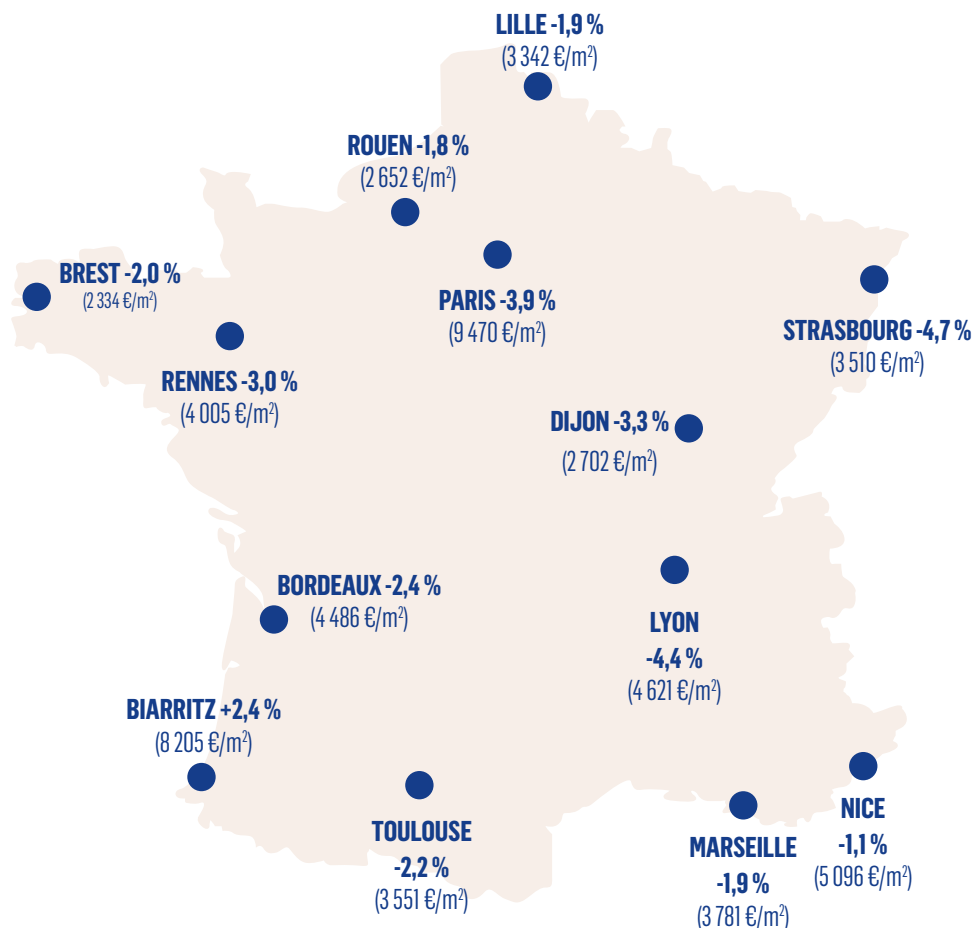 LILLE -1,9 %
(3 342 €/m²)
ROUEN -1,8 %
(2 652 €/m²)
BREST -2,0 %
(2 334 €/m²)
PARIS -3,9 %
(9 470 €/m²)
STRASBOURG -4,7 %
(3 510 €/m²)
RENNES -3,0 %
(4 005 €/m²)
DIJON -3,3 %
(2 702 €/m²)
BORDEAUX -2,4 %
(4 486 €/m²)
LYON
-4,4 %
(4 621 €/m²)
BIARRITZ +2,4 %
(8 205 €/m²)
TOULOUSE
-2,2 %
(3 551 €/m²)
MARSEILLE
-1,9 %
(3 781 €/m²)
NICE
-1,1 %
(5 096 €/m²)